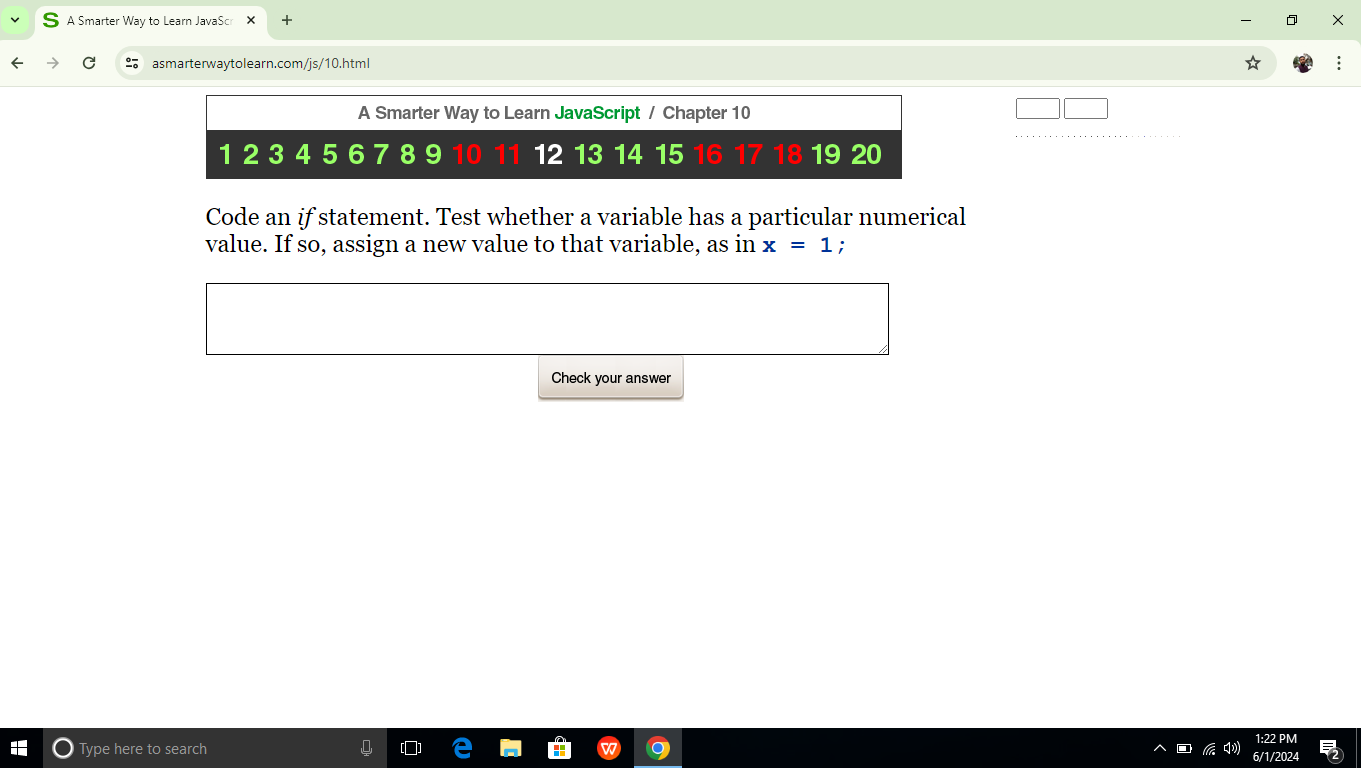 A Smarter Way to Learn JavaScr
asmarterwaytolearn.com/js/10.html
A Smarter Way to Learn JavaScript / Chapter 10
1 2 3 4 5 6 7 8 9 10 11 12 13 14 15 16 17 18 19 20
Code an if statement. Test whether a variable has a particular numerical
value. If so, assign a new value to that variable, as in x = 1;
Check your answer
Type here to search
1:22 PM
6/1/2024
2